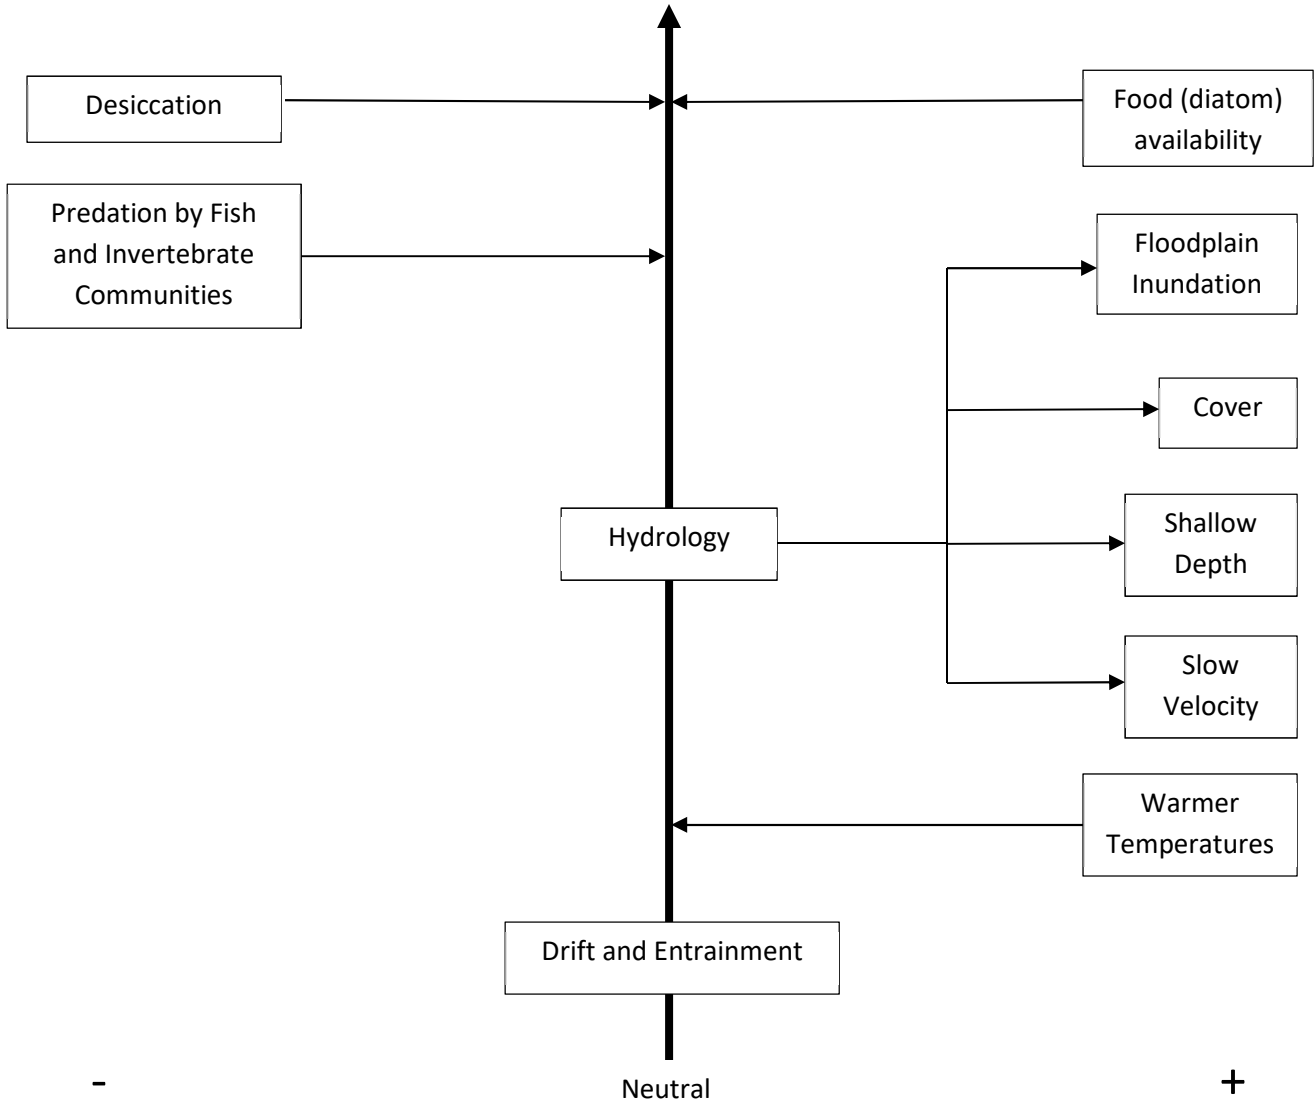 Desiccation
Food (diatom)
availability
Predation by Fish
and Invertebrate
Communities
Floodplain
Inundation
Cover
Hydrology
Shallow
Depth
Slow
Velocity
Warmer
Temperatures
Drift and Entrainment
-
Neutral
+